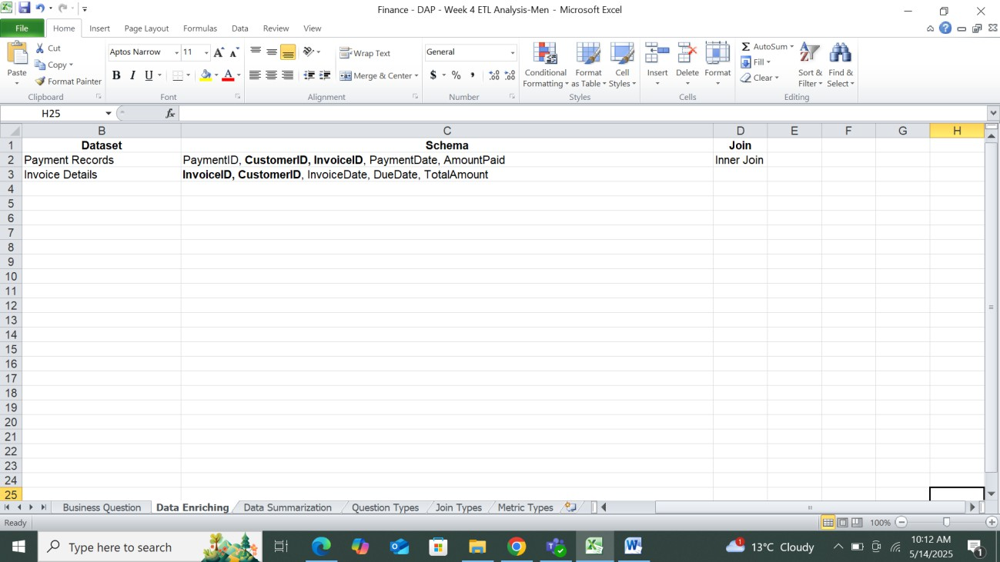 Finance - DAP - Week 4 ETL Analysis-Men - Microsoft Excel
File Home Insert Page Layout Formulas Data Review View
Paste
Cut
Copy
Format Painter
Clipboard
Aptos Narrow 11
B I U
Font
Wrap Text
Merge & Center
Alignment
General
$ % ,
Number
Conditional Formatting
Format as Table
Cell Styles
Styles
Insert Delete Format
Cells
Σ AutoSum
Fill
Clear
Sort & Filter
Find & Select
Editing
H25 fx
B C D E F G H
1 Dataset Schema Join
2 Payment Records PaymentID, CustomerID, InvoiceID, PaymentDate, AmountPaid Inner Join
3 Invoice Details InvoiceID, CustomerID, InvoiceDate, DueDate, TotalAmount
4
5
6
7
8
9
10
11
12
13
14
15
16
17
18
19
20
21
22
23
24
25
Business Question Data Enriching Data Summarization Question Types Join Types Metric Types
Ready 100%
Type here to search
1 13°C Cloudy
10:12 AM
5/14/2025
1